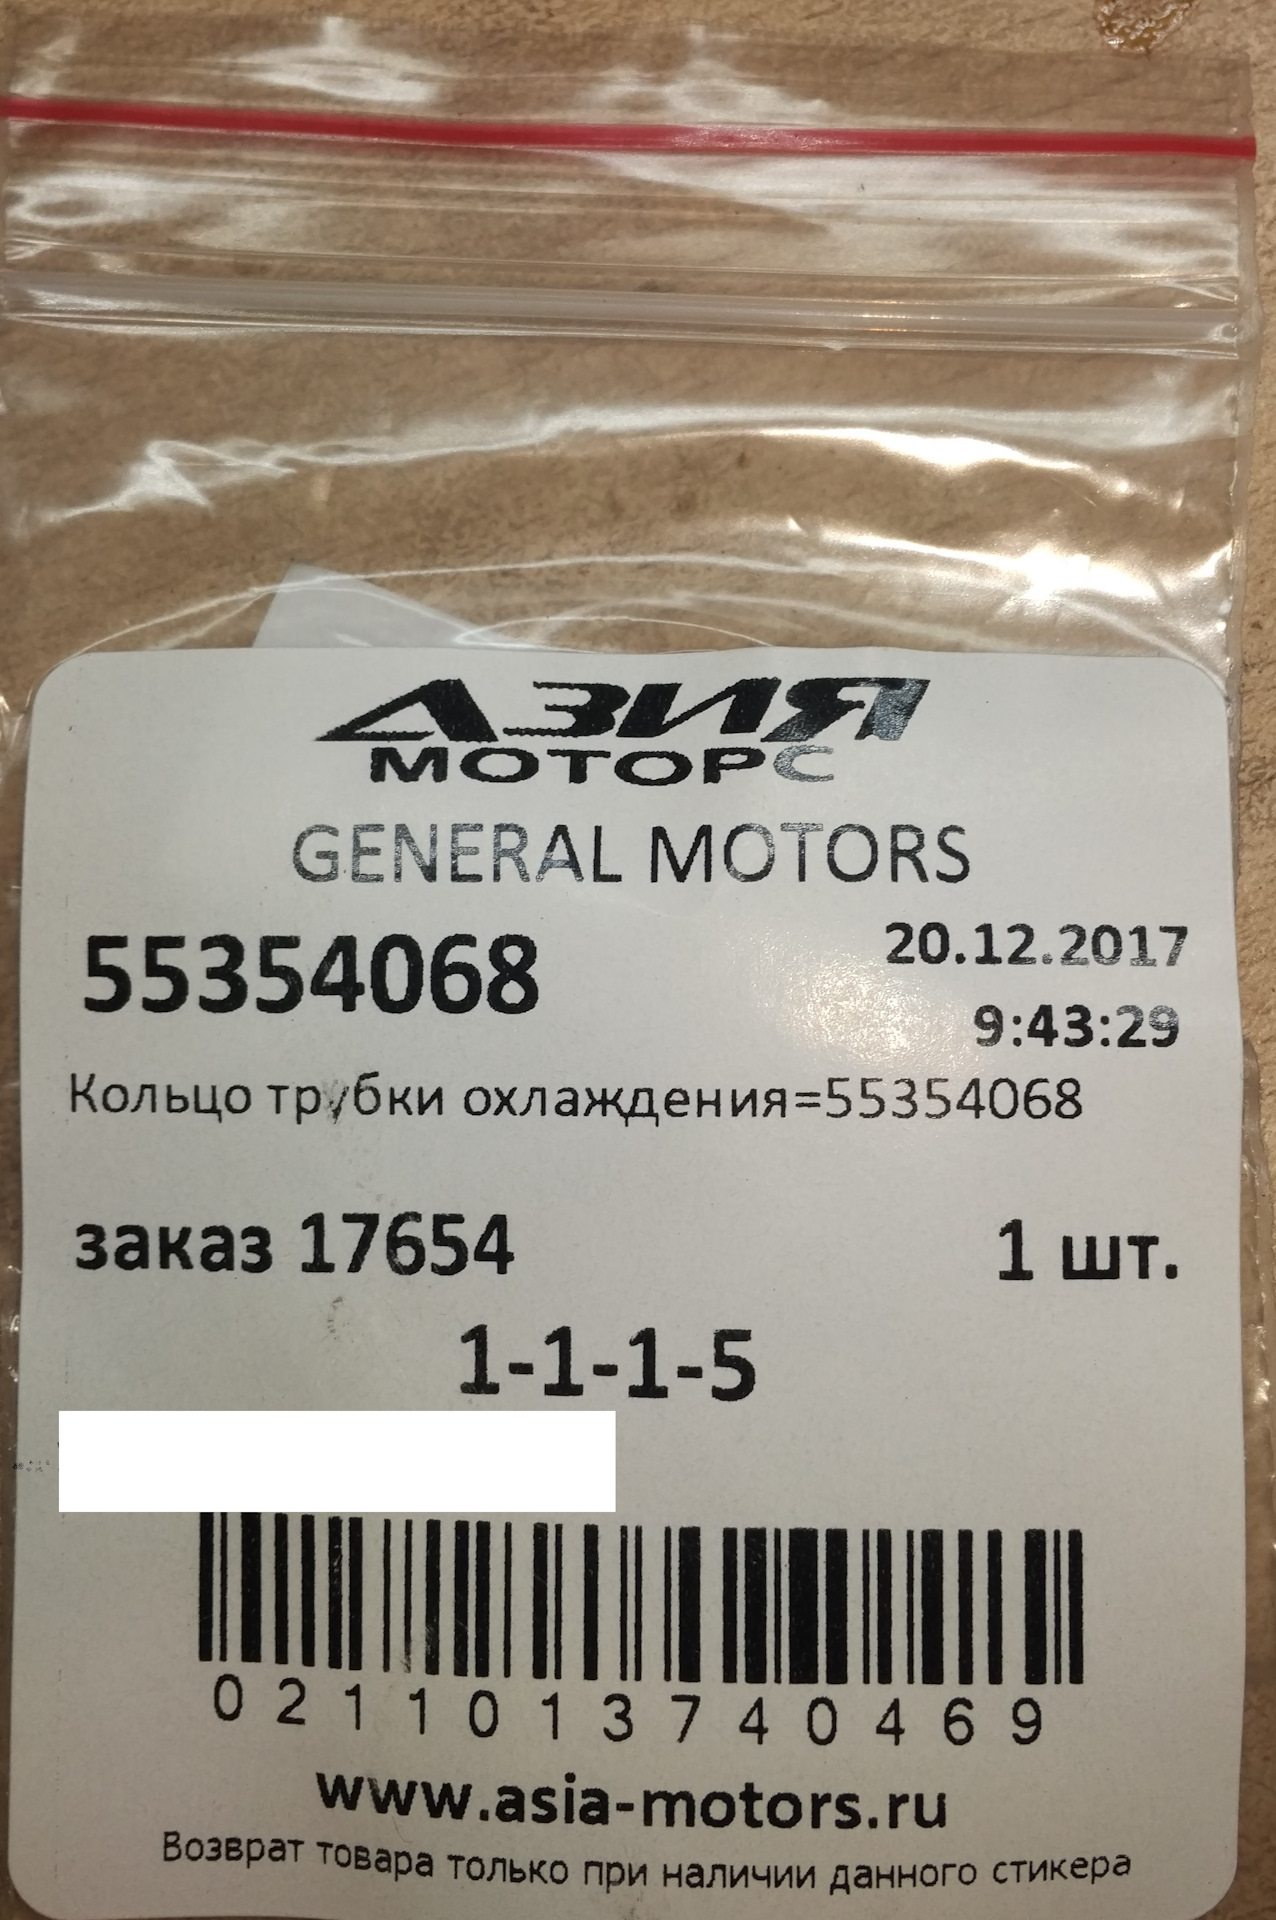 АЗИЯ
МОТОРС
GENERAL MOTORS
55354068
20.12.2017
9:43:29
Кольцо трубки охлаждения=55354068
заказ 17654
1 шт.
1-1-1-5
0211013740469
www.asia-motors.ru
Возврат товара только при наличии данного стикера